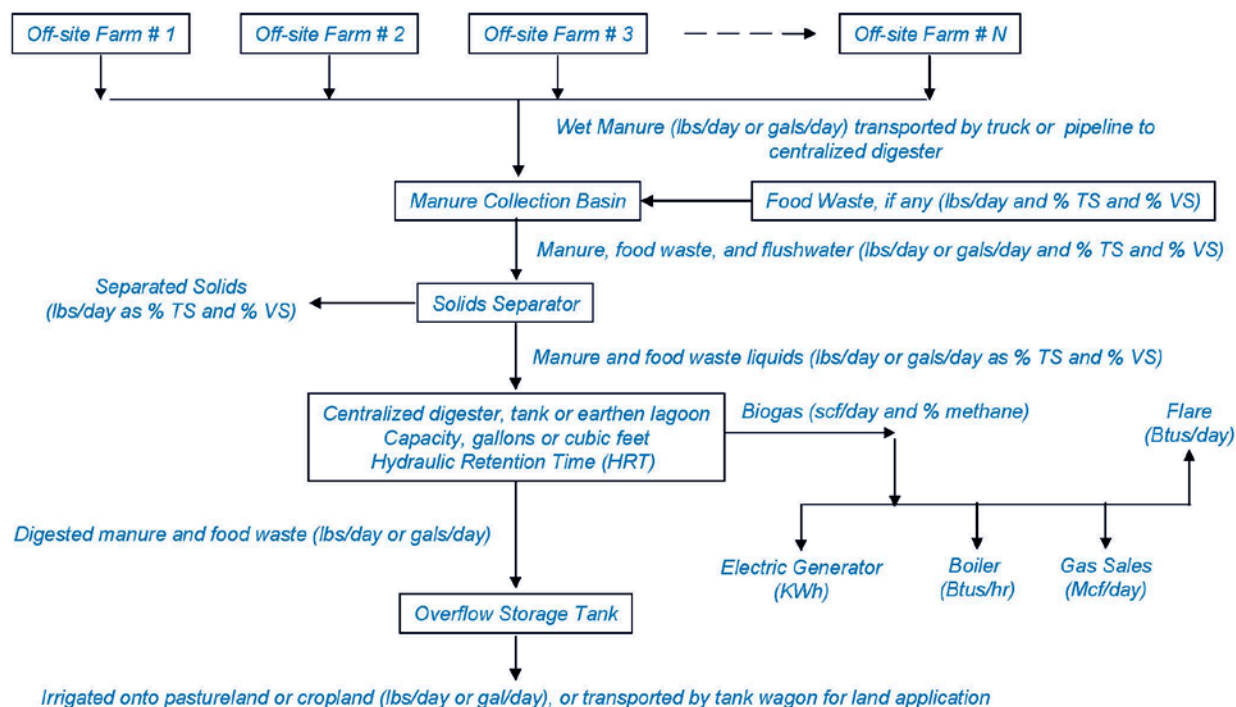 Off-site Farm # 1
Off-site Farm # 2
Off-site Farm # 3
Off-site Farm # N
Wet Manure (lbs/day or gals/day) transported by truck or pipeline to
centralized digester
Manure Collection Basin
Food Waste, if any (lbs/day and % TS and % VS)
Manure, food waste, and flushwater (lbs/day or gals/day and % TS and % VS)
Separated Solids
(lbs/day as % TS and % VS)
Solids Separator
Manure and food waste liquids (lbs/day or gals/day as % TS and % VS)
Centralized digester, tank or earthen lagoon
Capacity, gallons or cubic feet
Hydraulic Retention Time (HRT)
Biogas (scf/day and % methane)
Flare
(Btus/day)
Digested manure and food waste (lbs/day or gals/day)
Electric Generator
(KWh)
Boiler
(Btus/hr)
Gas Sales
(Mcf/day)
Overflow Storage Tank
Irrigated onto pastureland or cropland (lbs/day or gal/day), or transported by tank wagon for land application